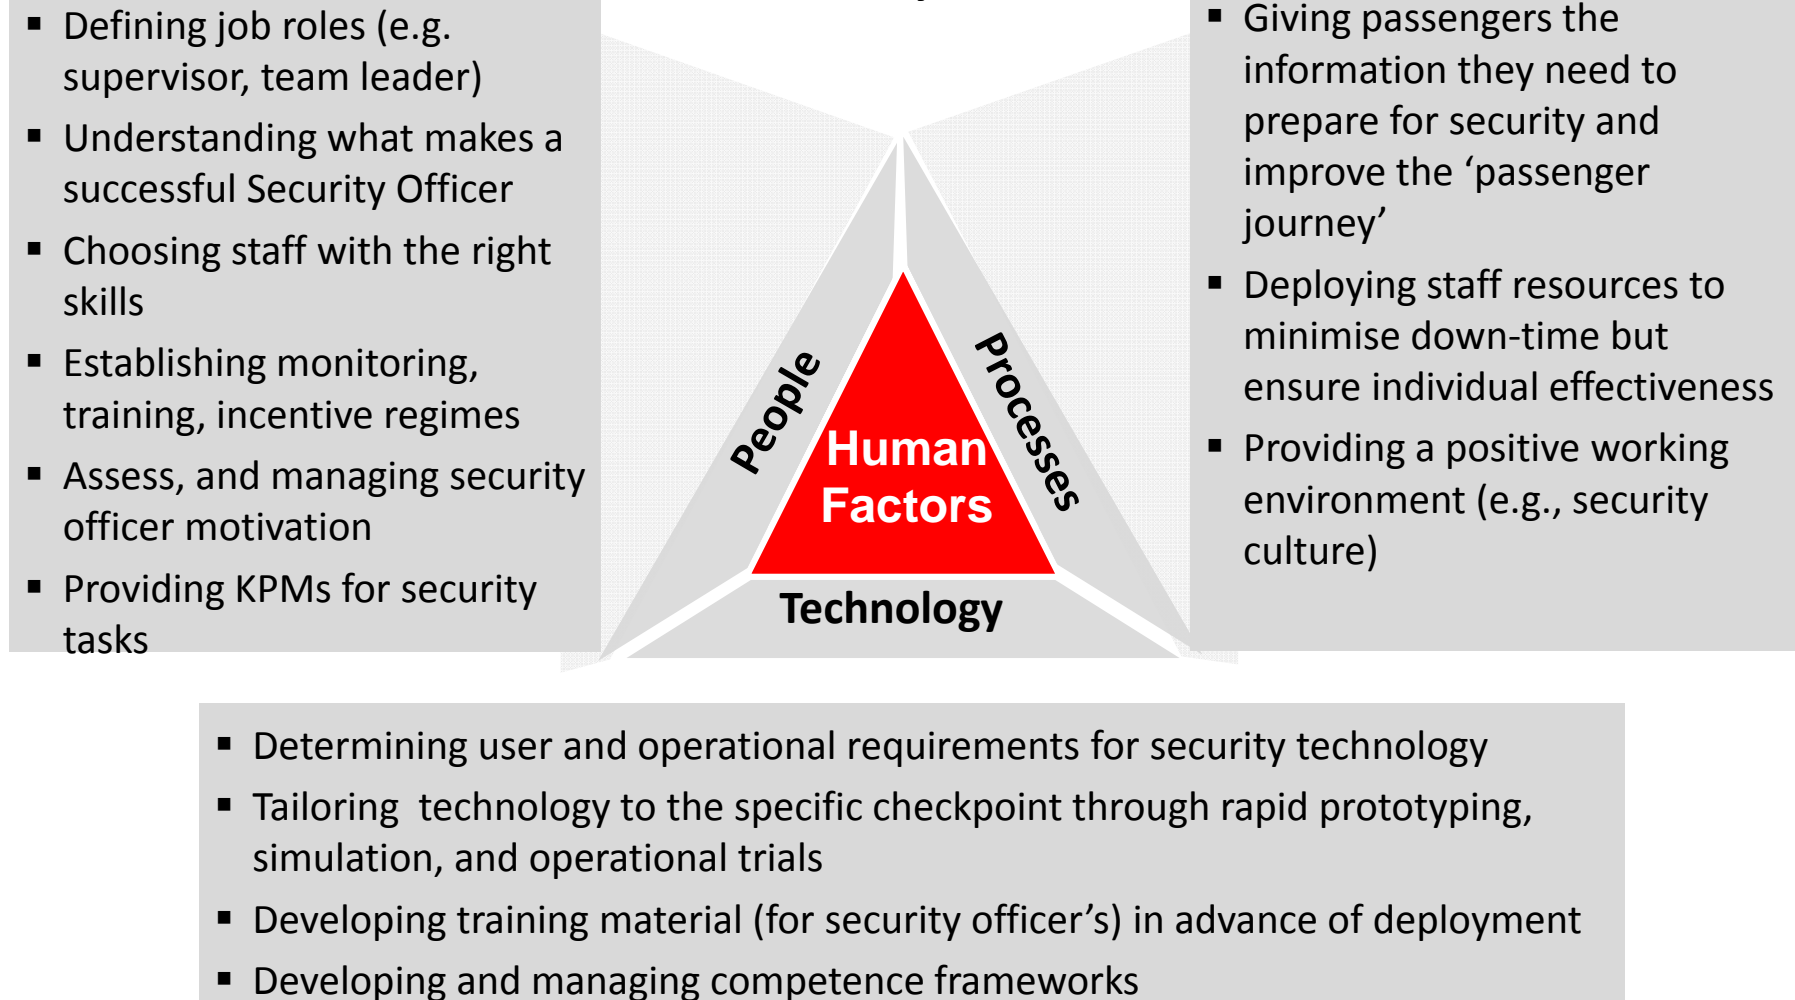 ▪ Defining job roles (e.g.
supervisor, team leader)
▪ Understanding what makes a
successful Security Officer
▪ Choosing staff with the right
skills
▪ Establishing monitoring,
training, incentive regimes
▪ Assess, and managing security
officer motivation
▪ Providing KPMs for security
tasks
People
Human
Factors
Processes
Technology
▪ Giving passengers the
information they need to
prepare for security and
improve the ‘passenger
journey’
▪ Deploying staff resources to
minimise down-time but
ensure individual effectiveness
▪ Providing a positive working
environment (e.g., security
culture)
▪ Determining user and operational requirements for security technology
▪ Tailoring  technology to the specific checkpoint through rapid prototyping,
simulation, and operational trials
▪ Developing training material (for security officer’s) in advance of deployment
▪ Developing and managing competence frameworks